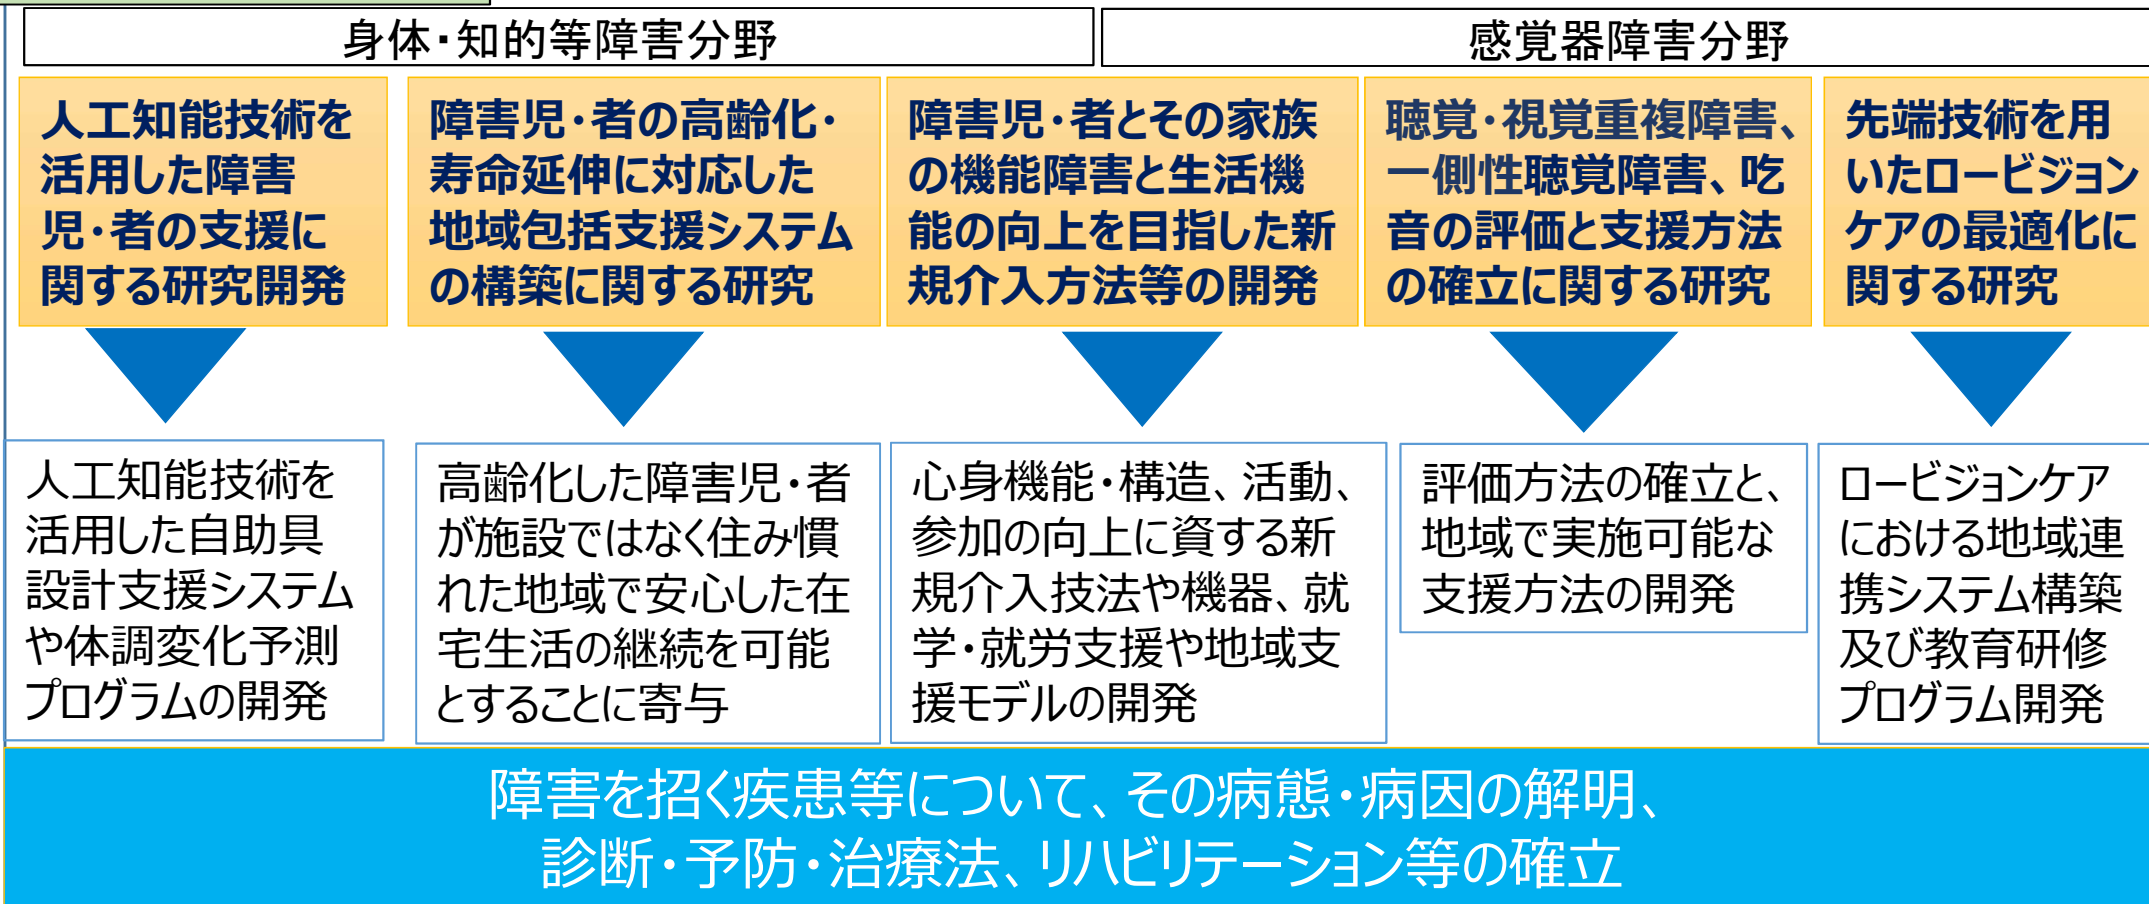 身体・知的等障害分野
感覚器障害分野
人工知能技術を
活用した障害
児・者の支援に
関する研究開発
障害児・者の高齢化・
寿命延伸に対応した
地域包括支援システム
の構築に関する研究
障害児・者とその家族
の機能障害と生活機
能の向上を目指した新
規介入方法等の開発
聴覚・視覚重複障害、
一側性聴覚障害、吃
音の評価と支援方法
の確立に関する研究
先端技術を用
いたロービジョン
ケアの最適化に
関する研究
人工知能技術を
活用した自助具
設計支援システム
や体調変化予測
プログラムの開発
高齢化した障害児・者
が施設ではなく住み慣
れた地域で安心した在
宅生活の継続を可能
とすることに寄与
心身機能・構造、活動、
参加の向上に資する新
規介入技法や機器、就
学・就労支援や地域支
援モデルの開発
評価方法の確立と、
地域で実施可能な
支援方法の開発
ロービジョンケア
における地域連
携システム構築
及び教育研修
プログラム開発
障害を招く疾患等について、その病態・病因の解明、
診断・予防・治療法、リハビリテーション等の確立